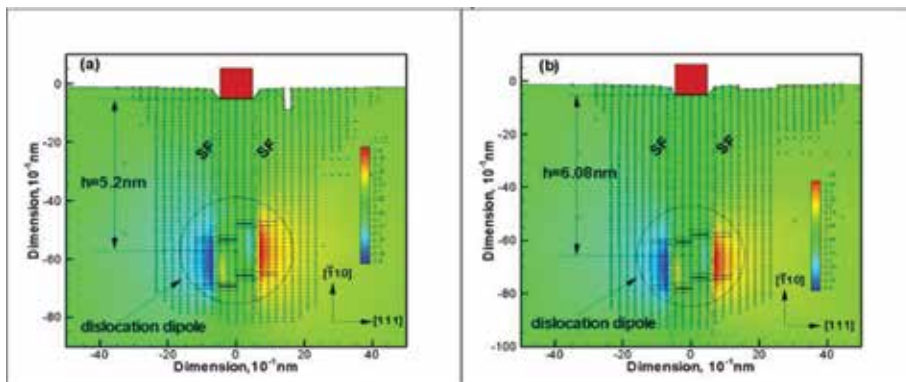 (a)
0
SF
SF
-20
h=5.2nm
-40
Dimension, 10⁻¹nm
-60
[1̄10]
dislocation dipole
[111]
-80
-40
-20
0
20
40
Dimension, 10⁻¹nm
(b)
0
SF
SF
-20
h=6.08nm
-40
Dimension, 10⁻¹nm
-60
[1̄10]
-80
dislocation dipole
[111]
-100
-40
-20
0
20
40
Dimension, 10⁻¹nm